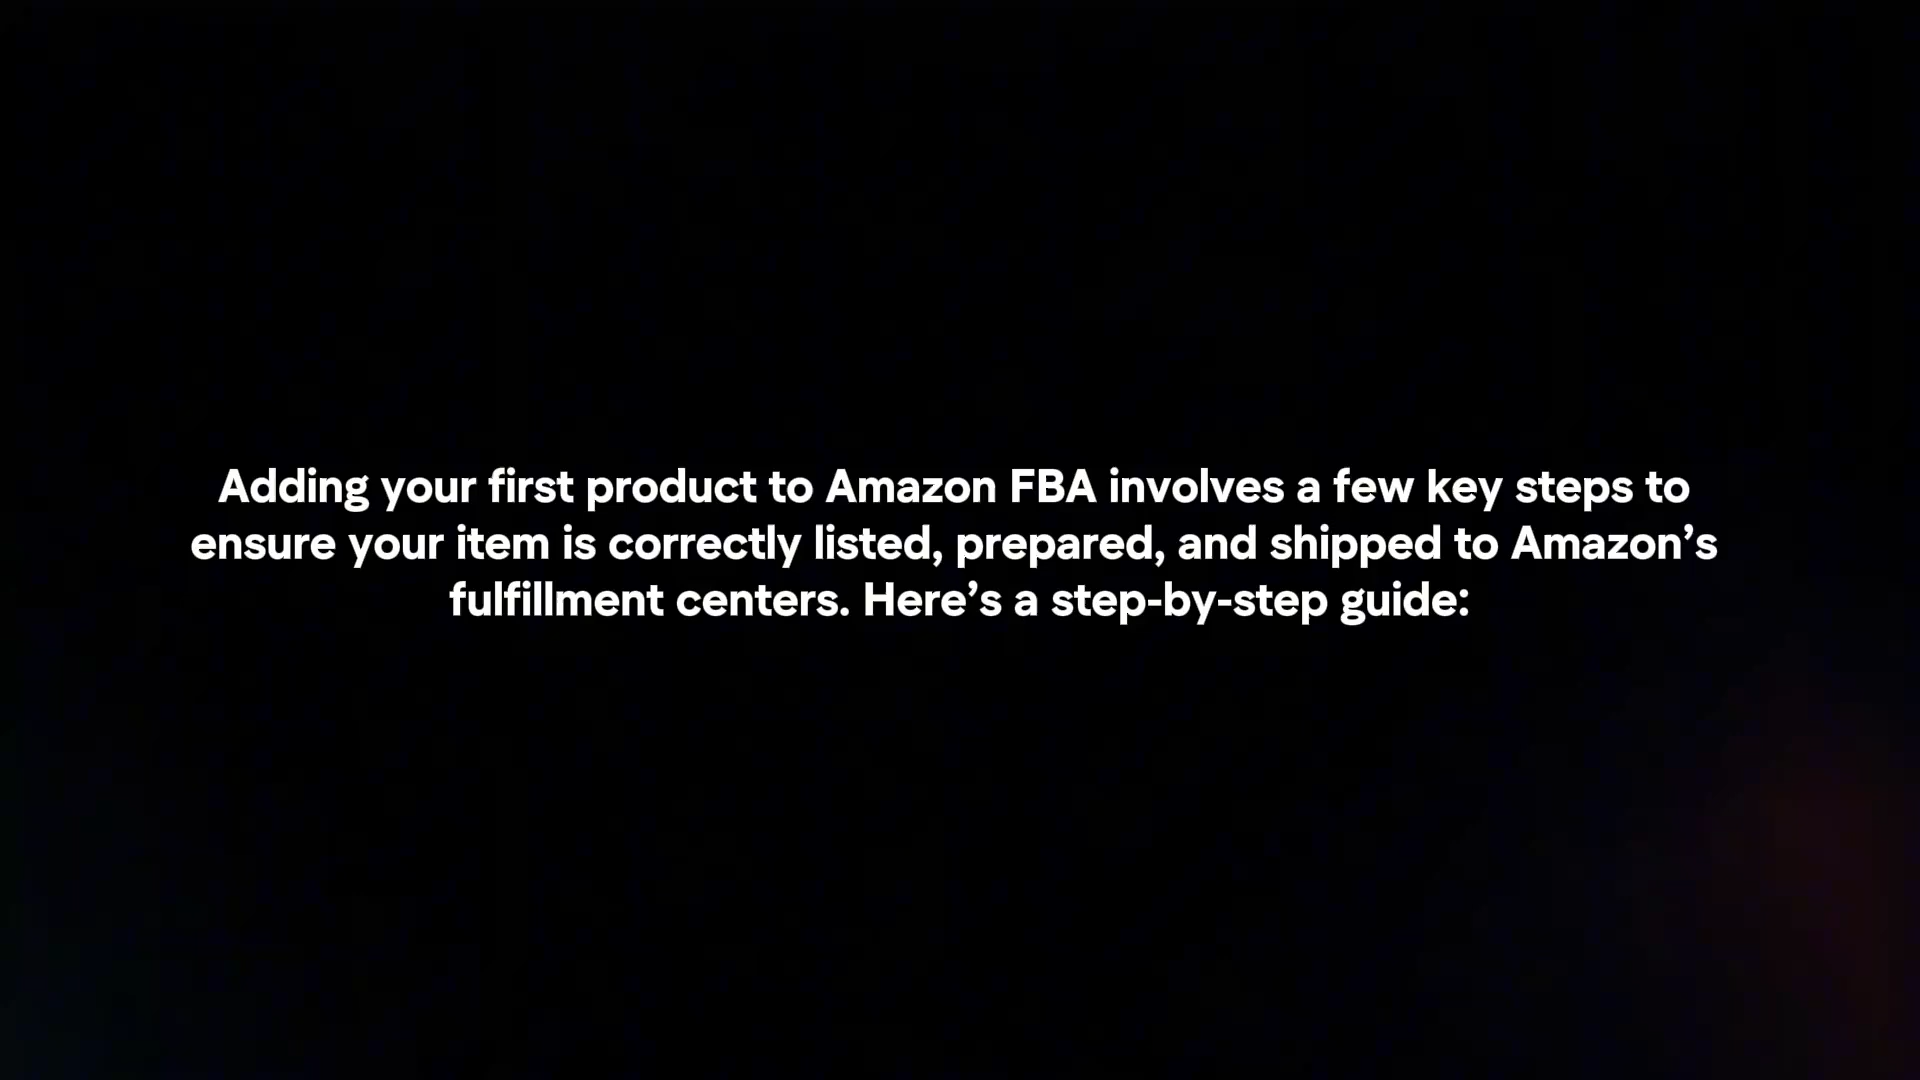 Adding your first product to Amazon FBA involves a few key steps to
ensure your item is correctly listed, prepared, and shipped to Amazon’s
fulfillment centers. Here’s a step-by-step guide: